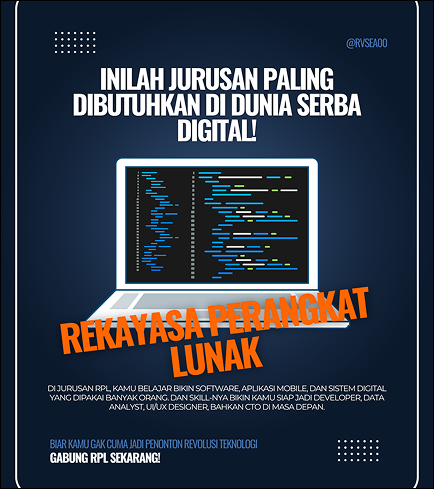 @RVSEA00
INILAH JURUSAN PALING
DIBUTUHKAN DI DUNIA SERBA
DIGITAL!
REKAYASA PERANGKAT
LUNAK
DI JURUSAN RPL, KAMU BELAJAR BIKIN SOFTWARE, APLIKASI MOBILE, DAN SISTEM DIGITAL
YANG DIPAKAI BANYAK ORANG. DAN SKILL-NYA BIKIN KAMU SIAP JADI DEVELOPER, DATA
ANALYST, UI/UX DESIGNER, BAHKAN CTO DI MASA DEPAN.
BIAR KAMU GAK CUMA JADI PENONTON REVOLUSI TEKNOLOGI
GABUNG RPL SEKARANG!